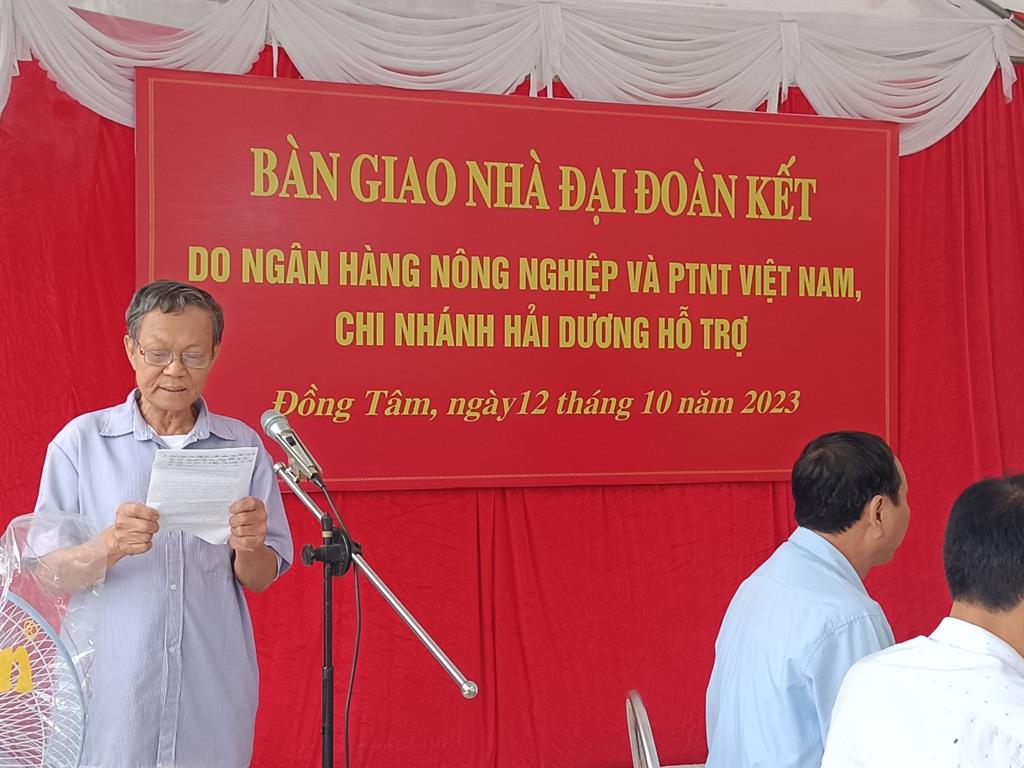 BÀN GIAO NHÀ ĐẠI ĐOÀN KẾT
DO NGÂN HÀNG NÔNG NGHIỆP VÀ PTNT VIỆT NAM,
CHI NHÁNH HẢI DƯƠNG HỖ TRỢ
Đồng Tâm, ngày12 tháng 10 năm 2023